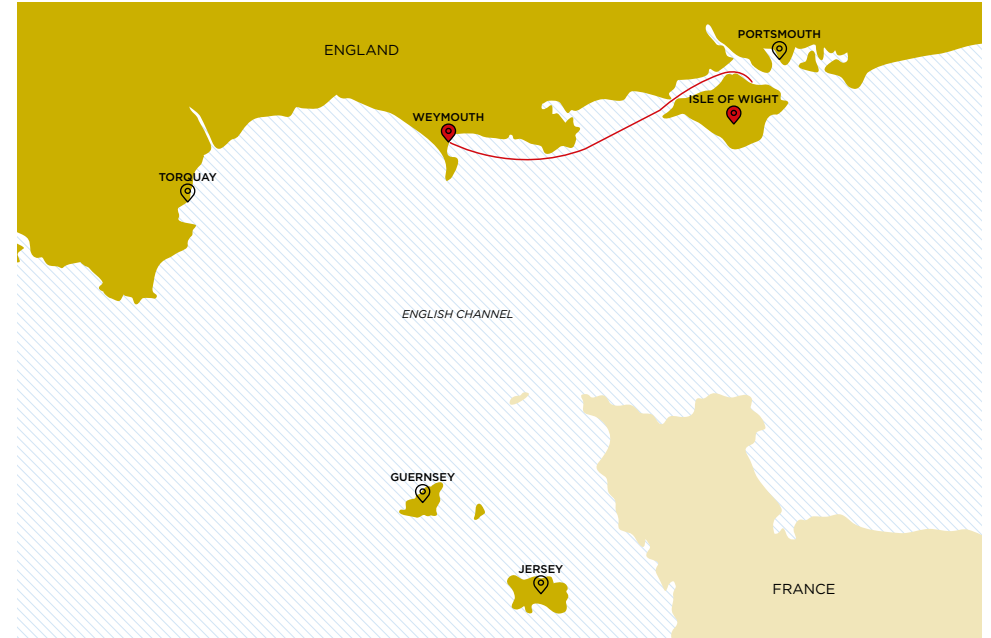 PORTSMOUTH
ENGLAND
ISLE OF WIGHT
WEYMOUTH
TORQUAY
ENGLISH CHANNEL
GUERNSEY
JERSEY
FRANCE